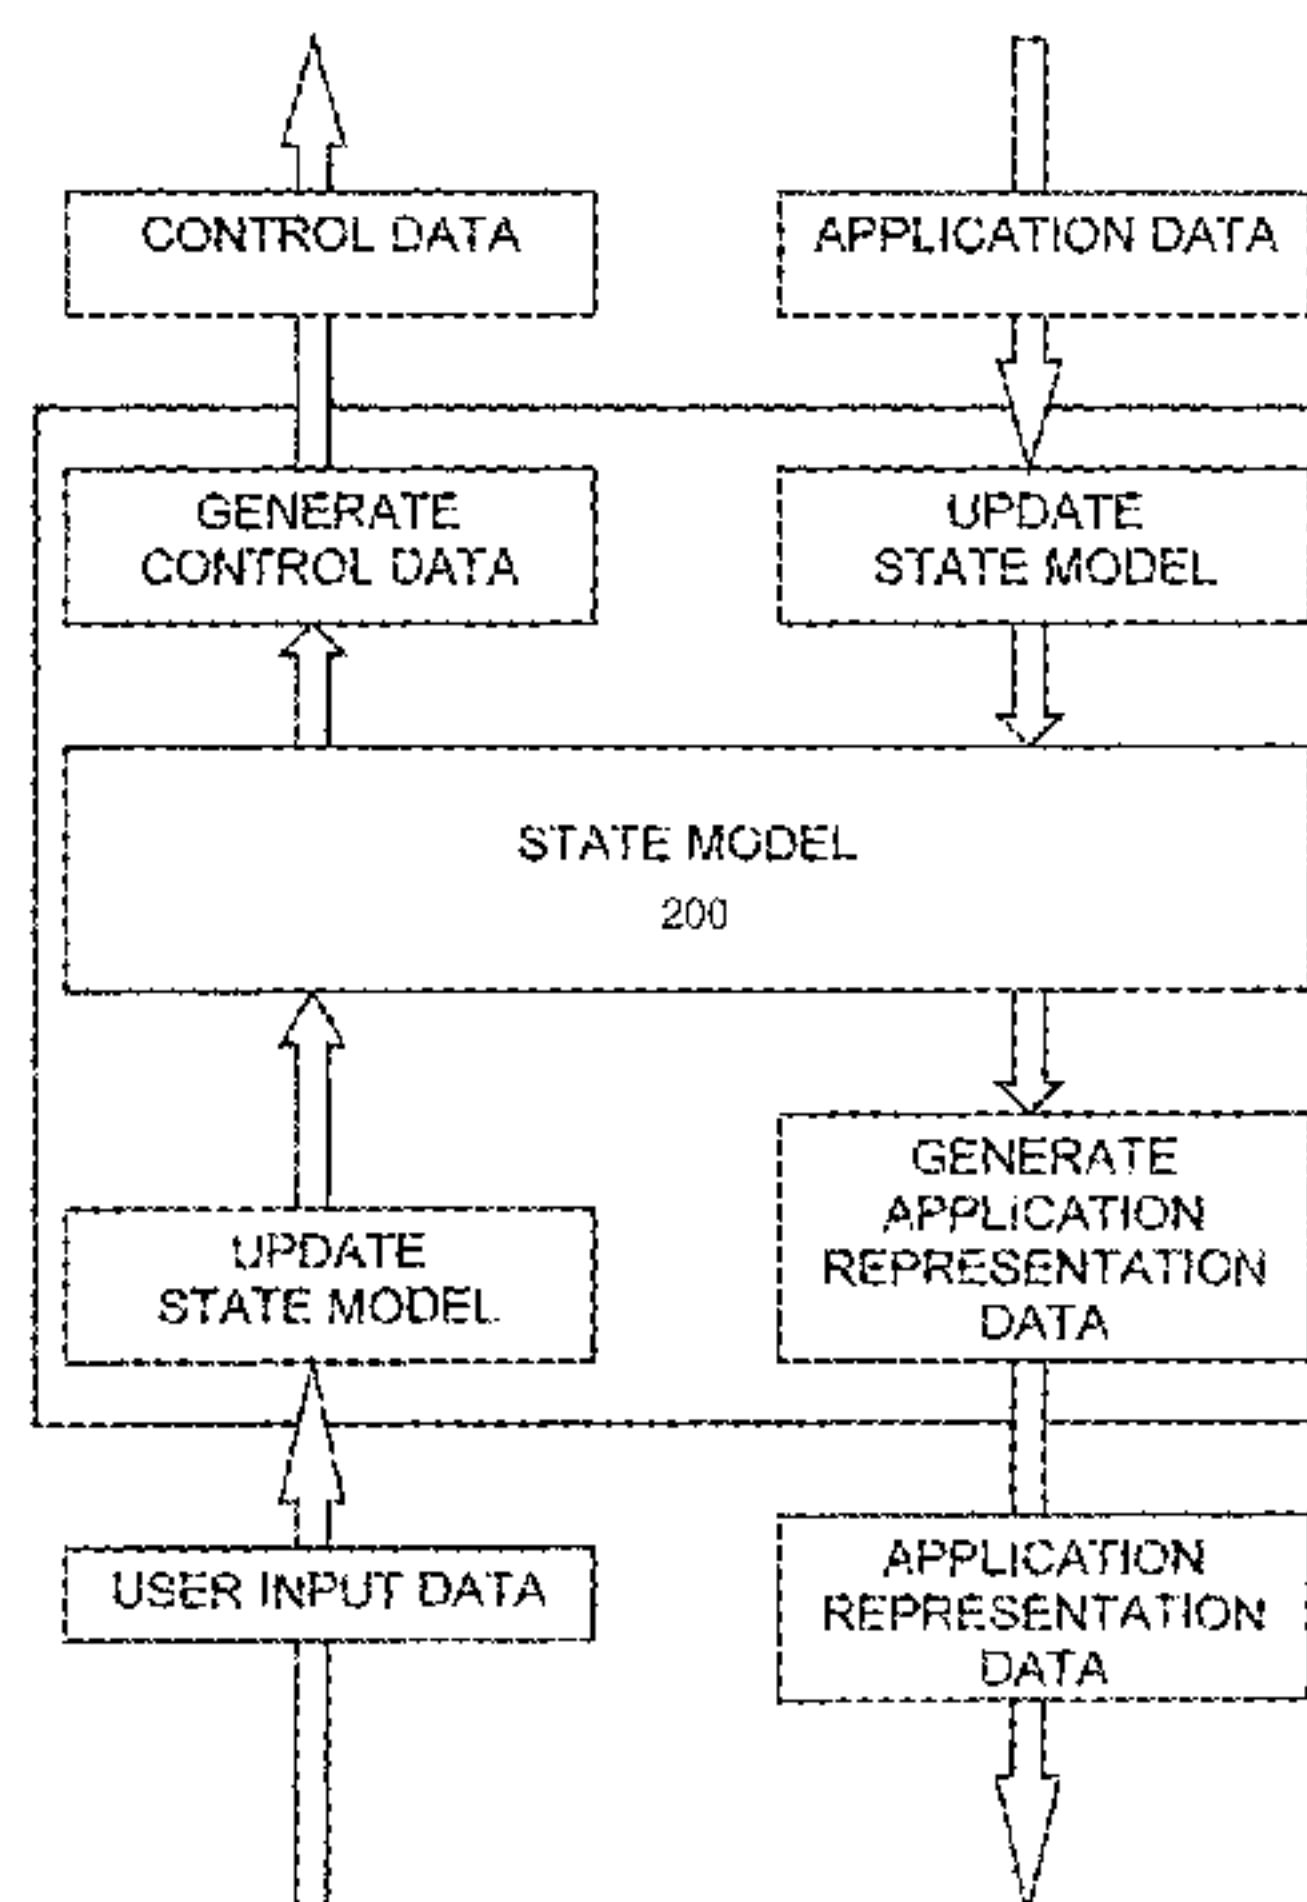 CONTROL DATA
APPLICATION DATA
GENERATE
CONTROL DATA
UPDATE
STATE MODEL
STATE MODEL
200
UPDATE
STATE MODEL
GENERATE
APPLICATION
REPRESENTATION
DATA
USER INPUT DATA
APPLICATION
REPRESENTATION
DATA